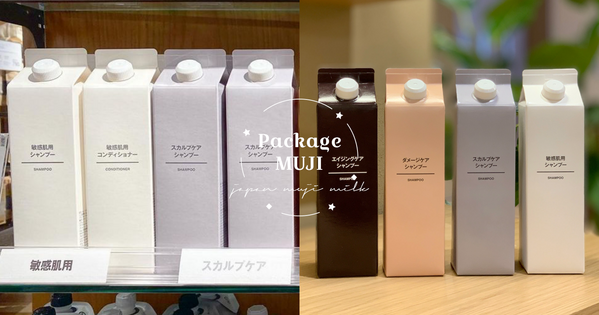 敏感肌用
シャンプー
SHAMPOO
敏感肌用
コンディショナー
CONDITIONER
スカルプケア
シャンプー
SHAMPOO
スカルプケア
シャンプー
SHAMPOO
敏感肌用
スカルプケア
Package
MUJI
japan muji milk
エイジングケア
シャンプー
SHAMPOO
ダメージケア
シャンプー
SHAMPOO
スカルプケア
シャンプー
SHAMPOO
敏感肌用
シャンプー
SHAMPOO